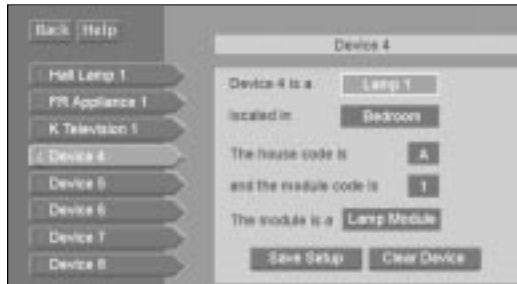 Back Help
Device 4
Hall Lamp 1
FR Appliance 1
K Television 1
Device 4
Device 5
Device 6
Device 7
Device 8
Device 4 is a Lamp 1
located in Bedroom
The house code is A
and the module code is 1
The module is a Lamp Module
Save Setup Clear Device